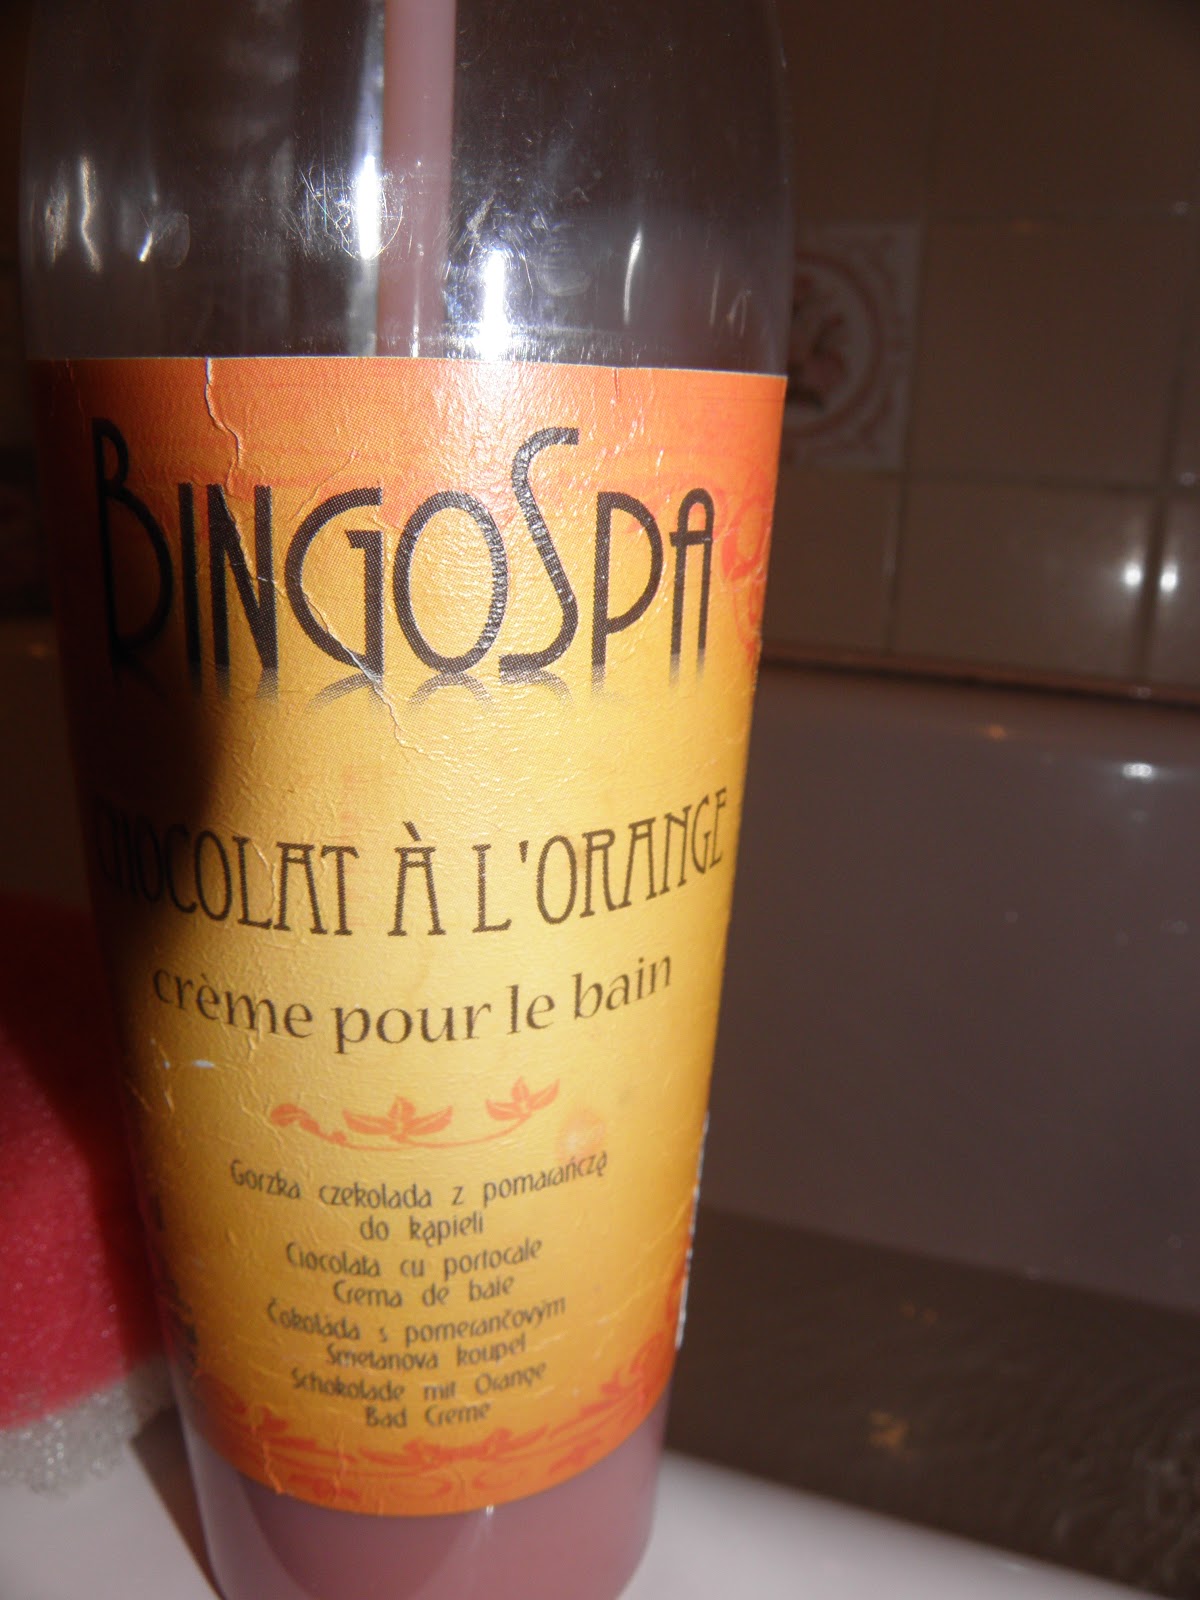 BINGOSPA
CHOCOLAT À L'ORANGE
crème pour le bain
Gorzka czekolada z pomarańczą
do kąpieli
Ciocolata cu portocale
Crema de baie
Čokoláda s pomerančovým
Smetanová koupel
Schokolade mit Orange
Bad Creme